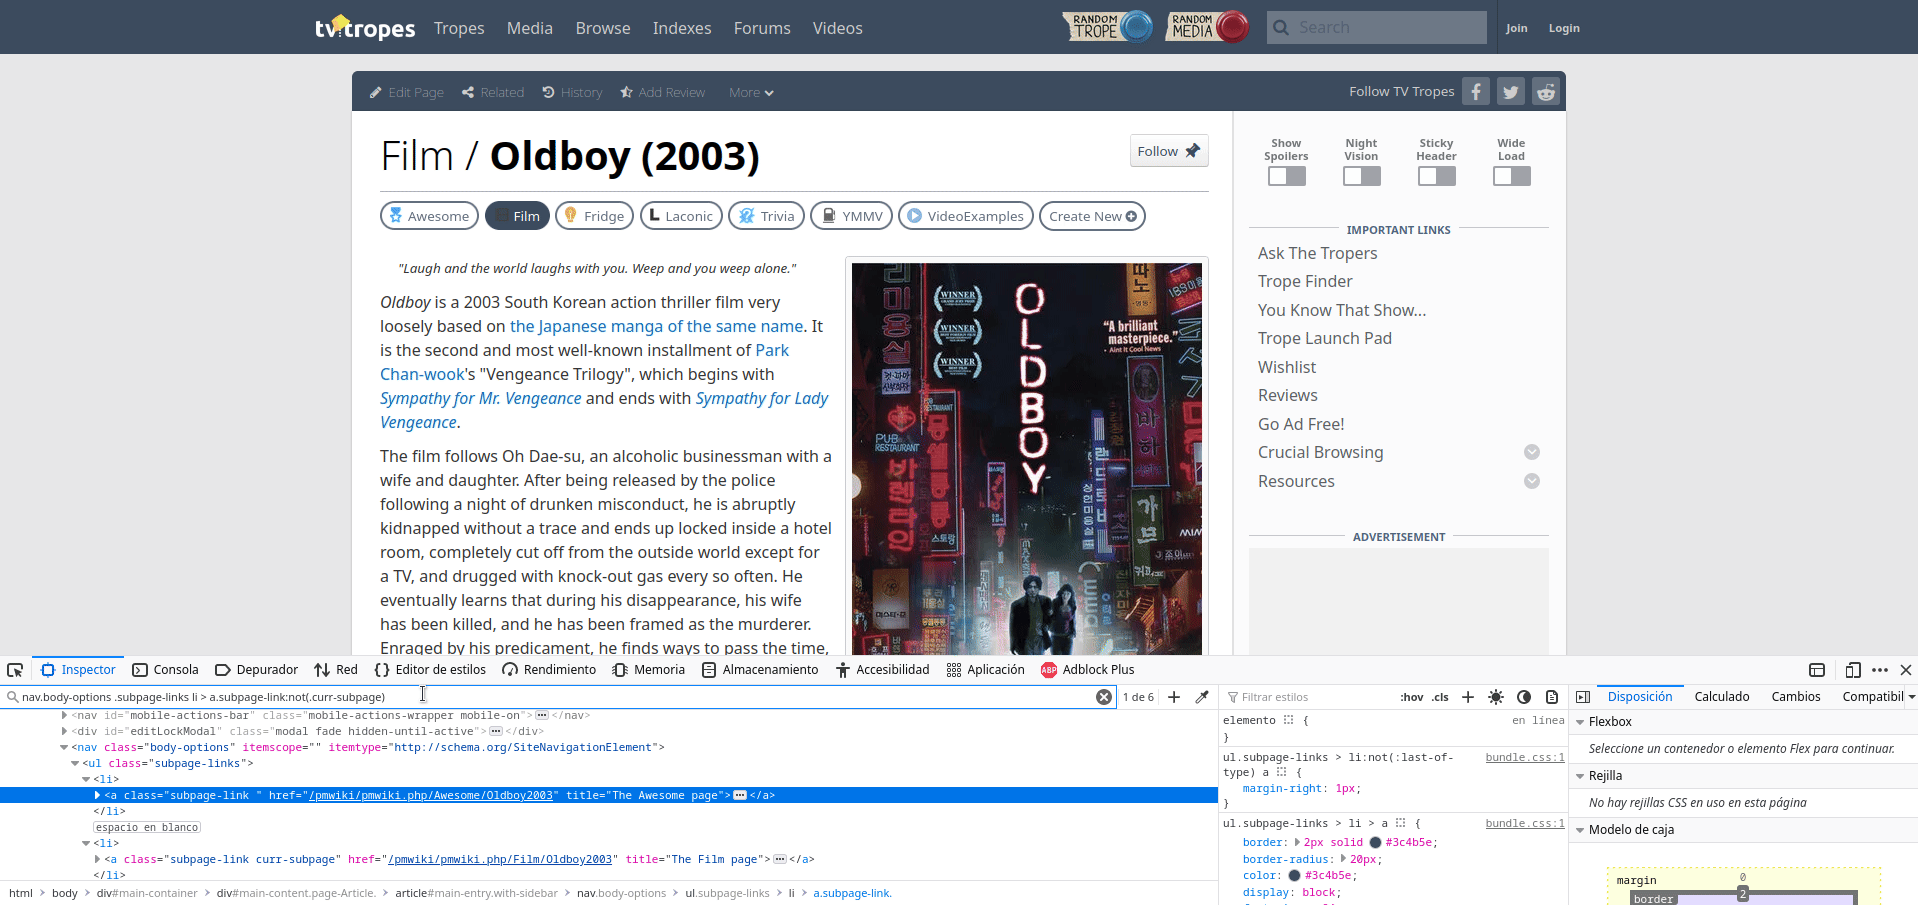 tvtropes Tropes Media Browse Indexes Forums Videos RANDOM TROPE RANDOM MEDIA Search Join Login
Edit Page Related History Add Review More Follow TV Tropes
Film / Oldboy (2003)
Follow
Awesome Film Fridge Laconic Trivia YMMV VideoExamples Create New
"Laugh and the world laughs with you. Weep and you weep alone."
Oldboy is a 2003 South Korean action thriller film very
loosely based on the Japanese manga of the same name. It
is the second and most well-known installment of Park
Chan-wook's "Vengeance Trilogy", which begins with
Sympathy for Mr. Vengeance and ends with Sympathy for Lady
Vengeance.
The film follows Oh Dae-su, an alcoholic businessman with a
wife and daughter. After being released by the police
following a night of drunken misconduct, he is abruptly
kidnapped without a trace and ends up locked inside a hotel
room, completely cut off from the outside world except for
a TV, and drugged with knock-out gas every so often. He
eventually learns that during his disappearance, his wife
has been killed, and he has been framed as the murderer.
Enraged by his predicament, he finds ways to pass the time,
WINNER
WINNER
WINNER
OLDBOY
"A brilliant
masterpiece."
Ain't It Cool News
리미용실
PUB
RESTAURANT
Show Spoilers
Night Vision
Sticky Header
Wide Load
IMPORTANT LINKS
Ask The Tropers
Trope Finder
You Know That Show...
Trope Launch Pad
Wishlist
Reviews
Go Ad Free!
Crucial Browsing
Resources
ADVERTISEMENT
Inspector Consola Depurador Red Editor de estilos Rendimiento Memoria Almacenamiento Accesibilidad Aplicación ABP Adblock Plus
nav.body-options .subpage-links li > a.subpage-link:not(.curr-subpage) 1 de 6
<nav id="mobile-actions-bar" class="mobile-actions-wrapper mobile-on"></nav>
<div id="editLockModal" class="modal fade hidden-until-active"></div>
<nav class="body-options" itemscope="" itemtype="http://schema.org/SiteNavigationElement">
<ul class="subpage-links">
<li>
<a class="subpage-link " href="/pmwiki/pmwiki.php/Awesome/Oldboy2003" title="The Awesome page"></a>
</li>
espacio en blanco
<li>
<a class="subpage-link curr-subpage" href="/pmwiki/pmwiki.php/Film/Oldboy2003" title="The Film page"></a>
</li>
html body div#main-container div#main-content.page-Article. article#main-entry.with-sidebar nav.body-options ul.subpage-links li a.subpage-link.
Filtrar estilos :hov .cls
elemento { en línea
}
ul.subpage-links > li:not(:last-of- bundle.css:1
type) a {
margin-right: 1px;
}
ul.subpage-links > li > a { bundle.css:1
border: 2px solid #3c4b5e;
border-radius: 20px;
color: #3c4b5e;
display: block;
Disposición Calculado Cambios Compatibil
Flexbox
Seleccione un contenedor o elemento Flex para continuar.
Rejilla
No hay rejillas CSS en uso en esta página
Modelo de caja
margin 0
border 2